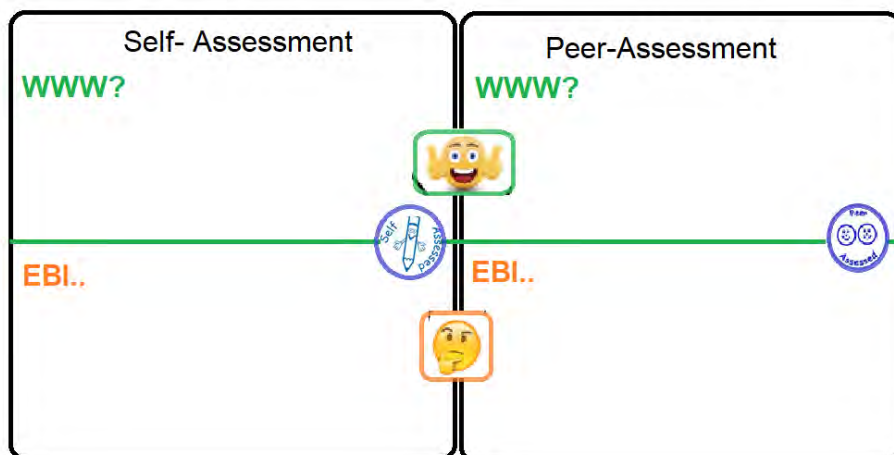 Self- Assessment
WWW?
Self
Assessed
EBI..
Peer-Assessment
WWW?
Peer
Assessed
EBI..